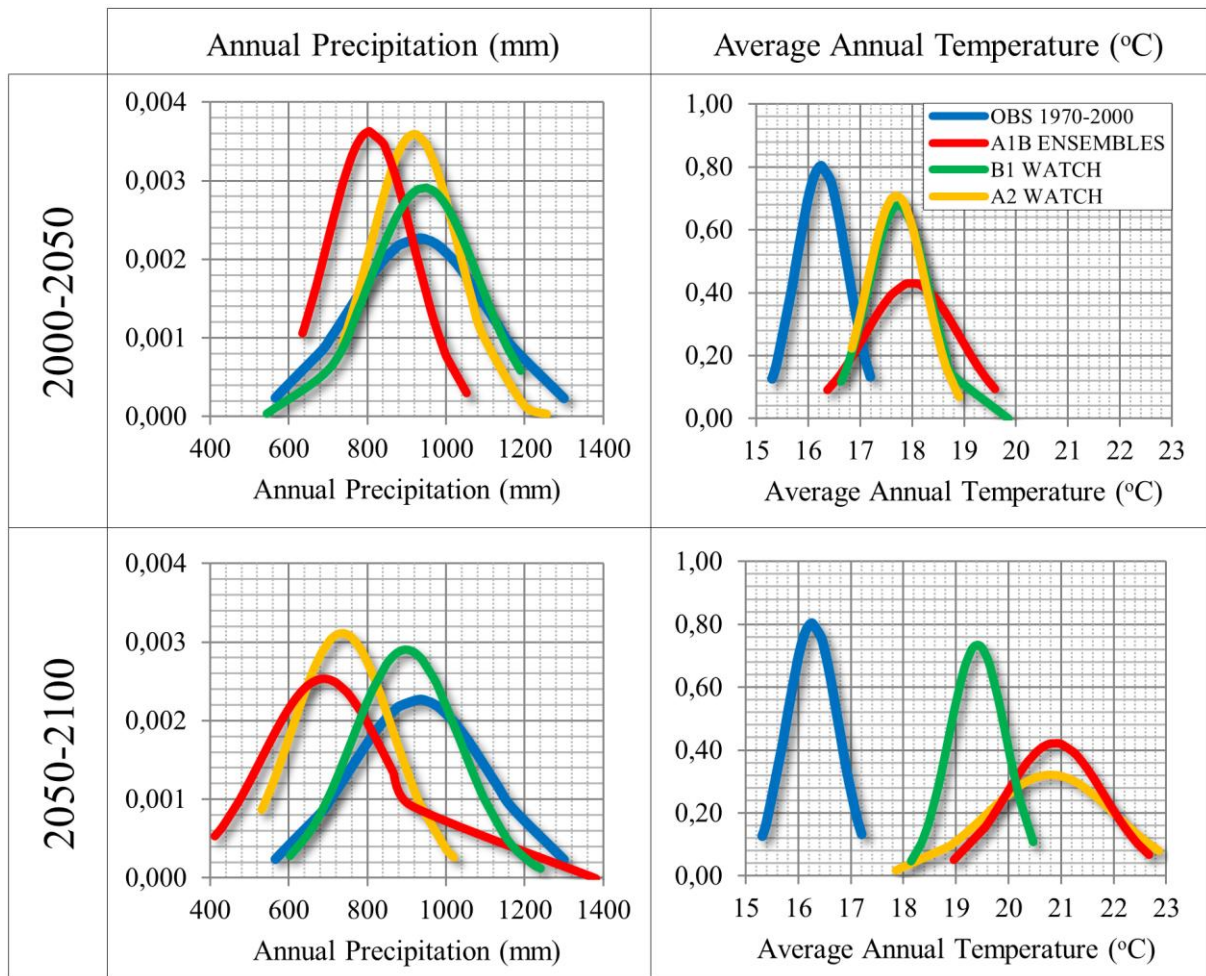 Annual Precipitation (mm)
Average Annual Temperature (ºC)
2000-2050
0,004
0,003
0,002
0,001
0,000
400 600 800 1000 1200 1400
Annual Precipitation (mm)
1,00
0,80
0,60
0,40
0,20
0,00
15 16 17 18 19 20 21 22 23
Average Annual Temperature (ºC)
OBS 1970-2000
A1B ENSEMBLES
B1 WATCH
A2 WATCH
2050-2100
0,004
0,003
0,002
0,001
0,000
400 600 800 1000 1200 1400
Annual Precipitation (mm)
1,00
0,80
0,60
0,40
0,20
0,00
15 16 17 18 19 20 21 22 23
Average Annual Temperature (ºC)